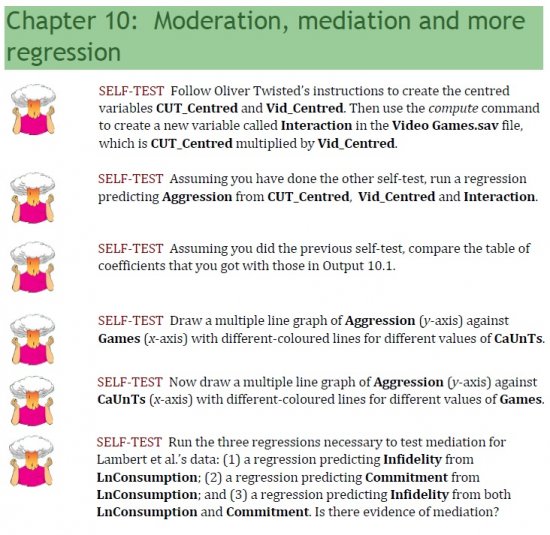 Chapter 10:  Moderation, mediation and more
regression
SELF-TEST  Follow Oliver Twisted's instructions to create the centred
variables CUT_Centred and Vid_Centred. Then use the compute command
to create a new variable called Interaction in the Video Games.sav file,
which is CUT_Centred multiplied by Vid_Centred.
SELF-TEST  Assuming you have done the other self-test, run a regression
predicting Aggression from CUT_Centred,  Vid_Centred and Interaction.
SELF-TEST  Assuming you did the previous self-test, compare the table of
coefficients that you got with those in Output 10.1.
SELF-TEST  Draw a multiple line graph of Aggression (y-axis) against
Games (x-axis) with different-coloured lines for different values of CaUnTs.
SELF-TEST  Now draw a multiple line graph of Aggression (y-axis) against
CaUnTs (x-axis) with different-coloured lines for different values of Games.
SELF-TEST  Run the three regressions necessary to test mediation for
Lambert et al.'s data: (1) a regression predicting Infidelity from
LnConsumption; (2) a regression predicting Commitment from
LnConsumption; and (3) a regression predicting Infidelity from both
LnConsumption and Commitment. Is there evidence of mediation?